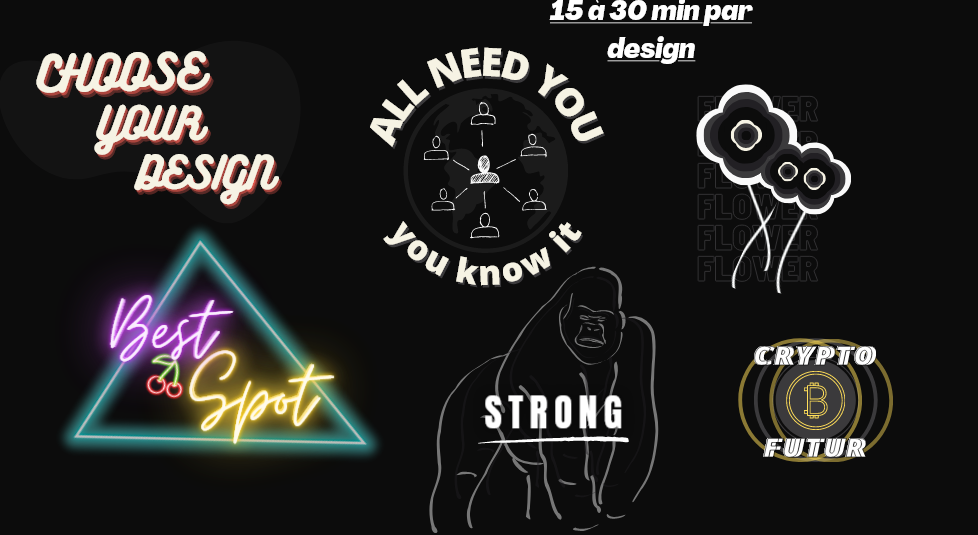 15 à 30 min par
design
CHOOSE
YOUR
DESIGN
ALL NEED YOU
you know it
FLOWER
FLOWER
FLOWER
FLOWER
FLOWER
FLOWER
Best
Spot
STRONG
CRYPTO
FUTUR